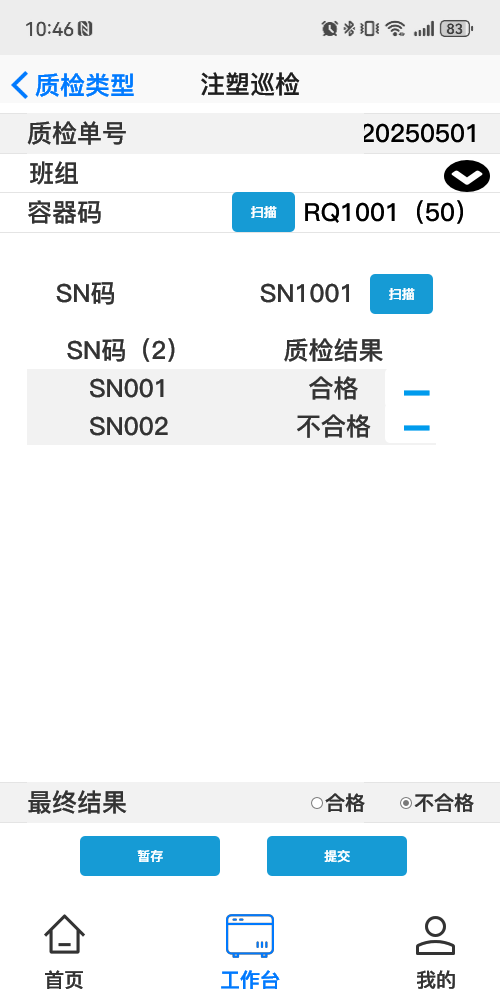 10:46 83
质检类型 注塑巡检
质检单号 20250501
班组
容器码 扫描 RQ1001（50）
SN码 SN1001 扫描
SN码（2） 质检结果
SN001 合格
SN002 不合格
最终结果 合格 不合格
暂存 提交
首页 工作台 我的